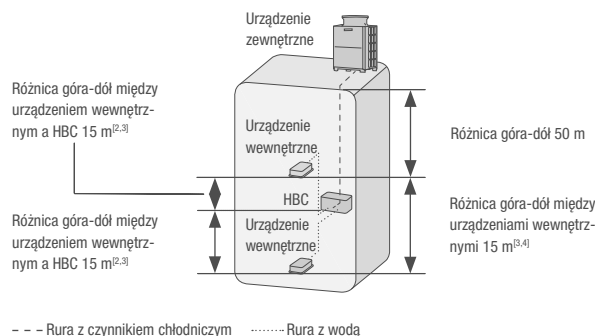 Urządzenie
zewnętrzne
Różnica góra-dół między
urządzeniem wewnętrz-
nym a HBC 15 m[2,3]
Urządzenie
wewnętrzne
Różnica góra-dół 50 m
HBC
Różnica góra-dół między
urządzeniem wewnętrz-
nym a HBC 15 m[2,3]
Urządzenie
wewnętrzne
Różnica góra-dół między
urządzeniami wewnętrz-
nymi 15 m[3,4]
– – – Rura z czynnikiem chłodniczym ········ Rura z wodą